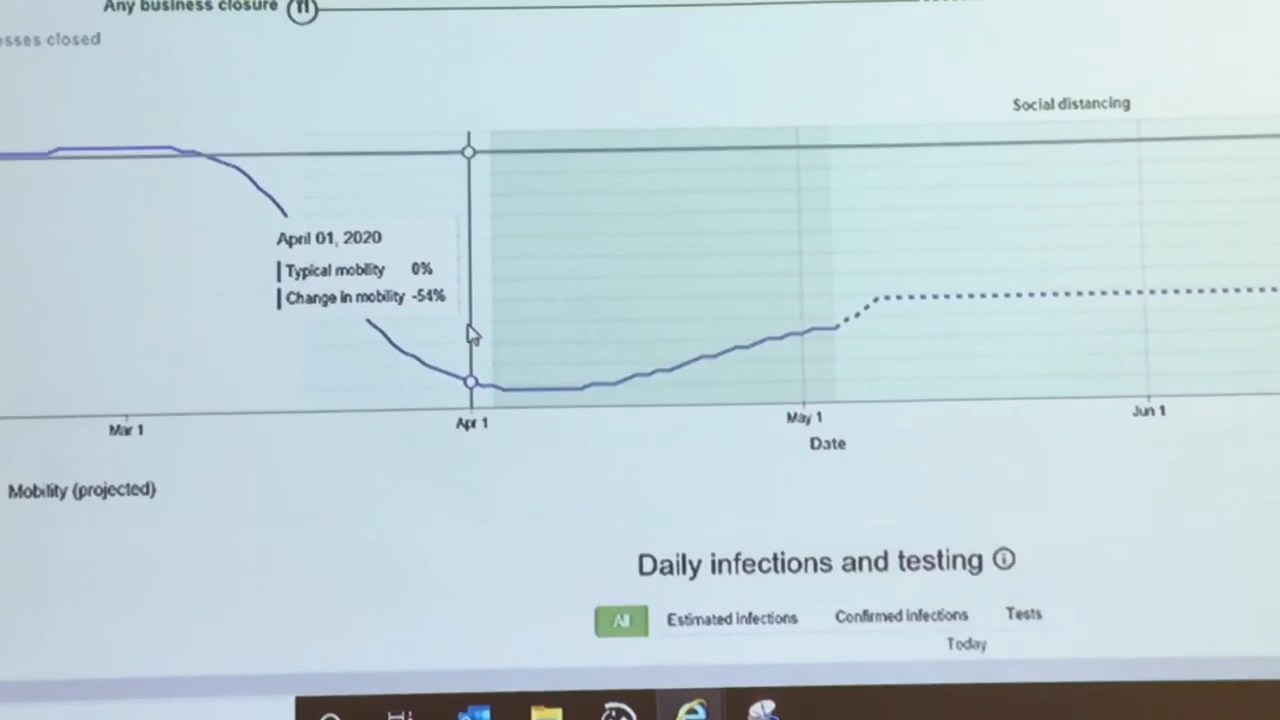 Any business closure
esses closed
Social distancing
April 01, 2020
Typical mobility 0%
Change in mobility -54%
Mar 1
Apr 1
May 1
Jun 1
Date
Mobility (projected)
Daily infections and testing
All Estimated infections Confirmed infections Tests
Today